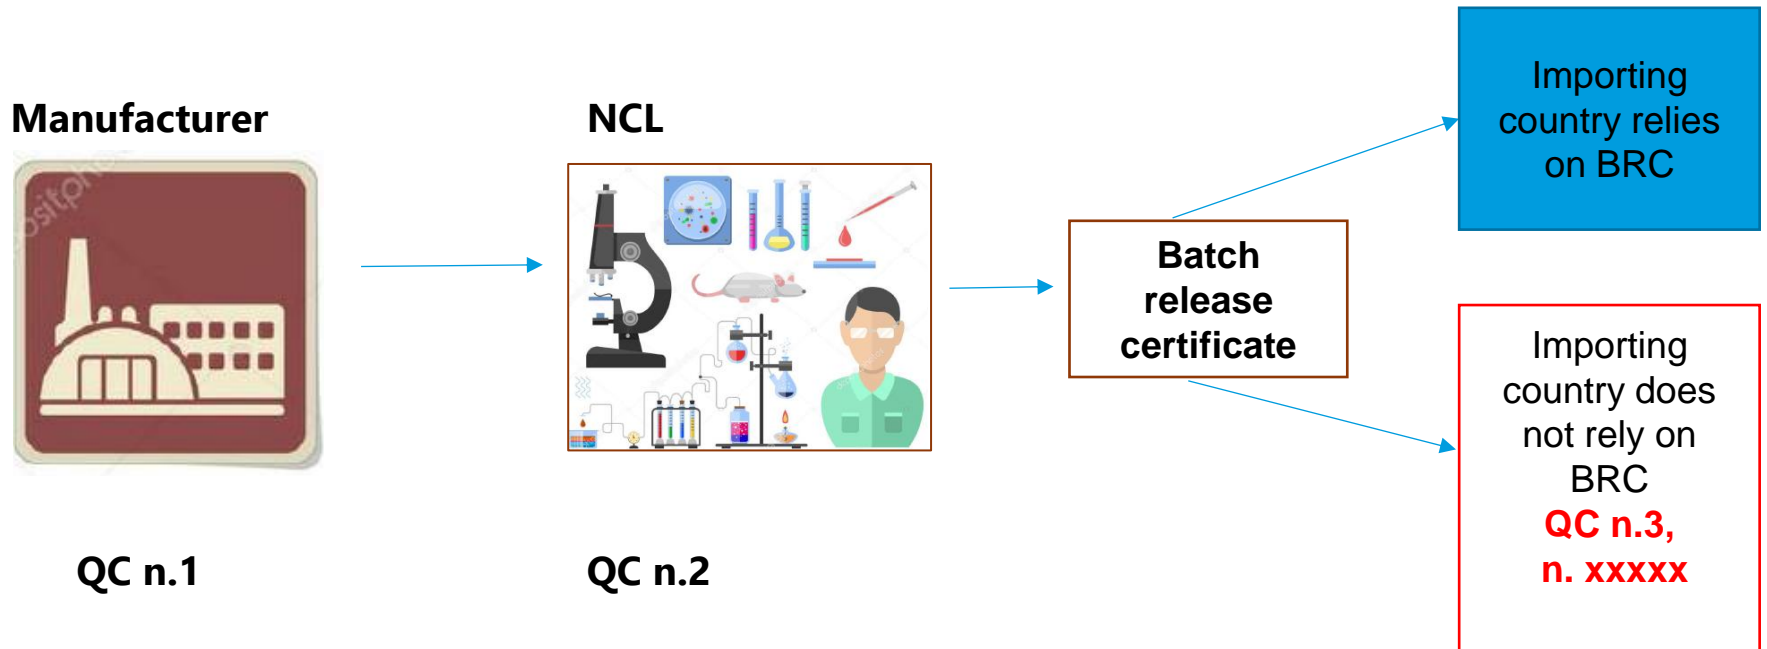 Manufacturer
QC n.1
NCL
QC n.2
Batch
release
certificate
Importing
country relies
on BRC
Importing
country does
not rely on
BRC
QC n.3,
n. xxxxx